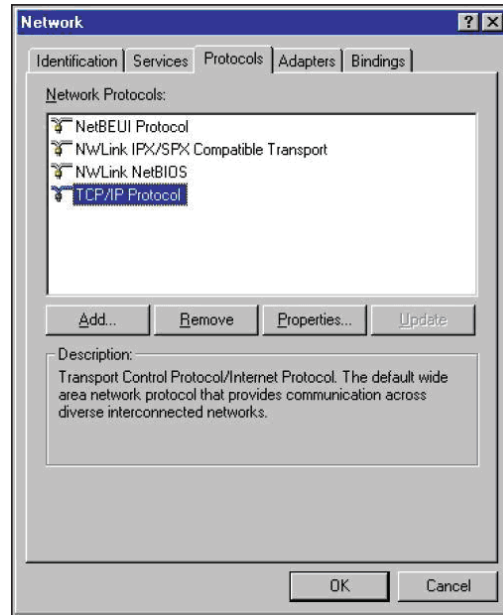 Network
Identification Services Protocols Adapters Bindings
Network Protocols:
NetBEUI Protocol
NWLink IPX/SPX Compatible Transport
NWLink NetBIOS
TCP/IP Protocol
Add... Remove Properties... Update
Description:
Transport Control Protocol/Internet Protocol. The default wide
area network protocol that provides communication across
diverse interconnected networks.
OK Cancel